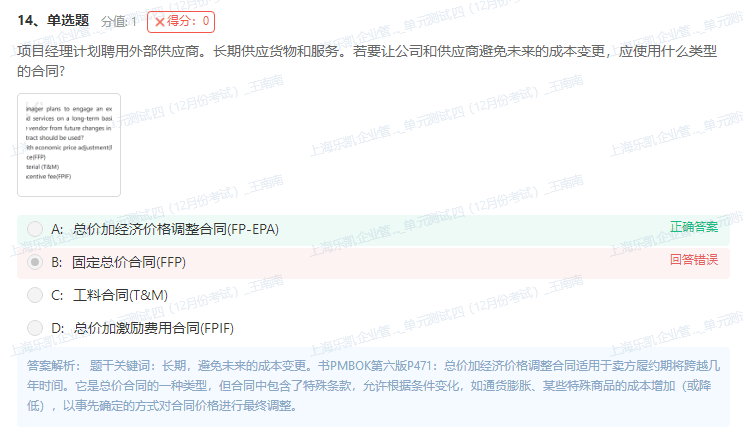 14、单选题 分值: 1 ✕得分：0
项目经理计划聘用外部供应商。长期供应货物和服务。若要让公司和供应商避免未来的成本变更，应使用什么类型
的合同?
nager plans to engage an ex
d services on a long-term basi
vendor from future changes in
tract should be used?
ith economic price adjustment(
ce(FFP)
terial (T&M)
centive fee(FPIF)
A: 总价加经济价格调整合同(FP-EPA) 正确答案
B: 固定总价合同(FFP) 回答错误
C: 工料合同(T&M)
D: 总价加激励费用合同(FPIF)
答案解析： 题干关键词：长期，避免未来的成本变更。书PMBOK第六版P471：总价加经济价格调整合同适用于卖方履约期将跨越几
年时间。它是总价合同的一种类型，但合同中包含了特殊条款，允许根据条件变化，如通货膨胀、某些特殊商品的成本增加（或降
低），以事先确定的方式对合同价格进行最终调整。
上海乐凯企业管_._单元测试四（12月份考试）_王南南